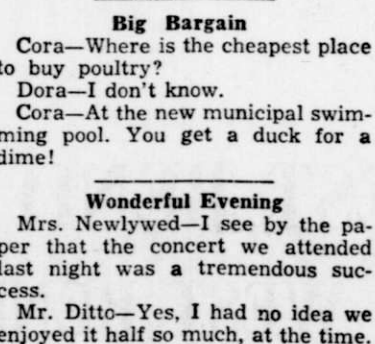 Big Bargain
Cora—Where is the cheapest place
to buy poultry?
Dora—I don't know.
Cora—At the new municipal swim-
ming pool. You get a duck for a
dime!
Wonderful Evening
Mrs. Newlywed—I see by the pa-
per that the concert we attended
last night was a tremendous suc-
cess.
Mr. Ditto—Yes, I had no idea we
enjoyed it half so much, at the time.